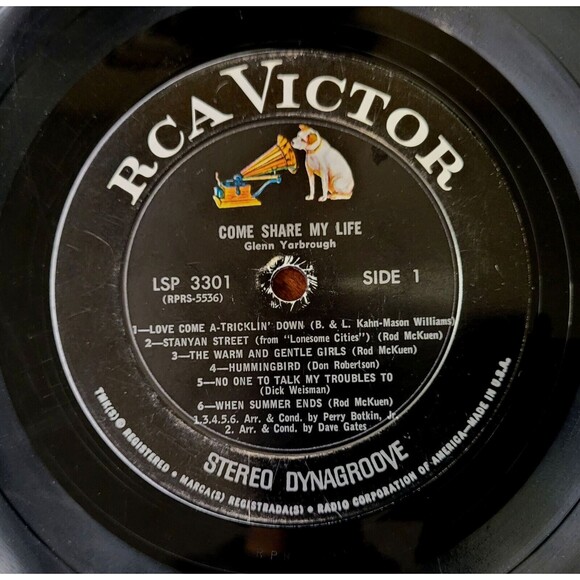 RCA VICTOR
COME SHARE MY LIFE
Glenn Yarbrough
LSP 3301
(RPRS-5536)
SIDE 1
1—LOVE COME A-TRICKLIN' DOWN (B. & L. Kahn-Mason Williams)
2—STANYAN STREET (from "Lonesome Cities") (Rod McKuen)
3—THE WARM AND GENTLE GIRLS (Rod McKuen)
4—HUMMINGBIRD (Don Robertson)
5—NO ONE TO TALK MY TROUBLES TO
(Dick Weisman)
6—WHEN SUMMER ENDS (Rod McKuen)
1.3.4.5.6. Arr. & Cond. by Perry Botkin, Jr.
2. Arr. & Cond. by Dave Gates
STEREO DYNAGROOVE
TMK(S) ® REGISTERED • MARCA(S) REGISTRADA(S) • RADIO CORPORATION OF AMERICA—MADE IN U.S.A.